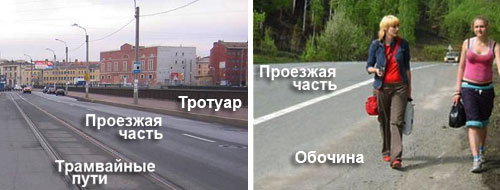 Тротуар
Проезжая
часть
Трамвайные
пути
Проезжая
часть
Обочина